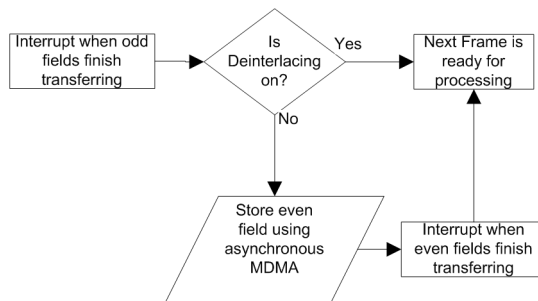 Interrupt when odd
fields finish
transferring
Is
Deinterlacing
on?
Yes
Next Frame is
ready for
processing
No
Store even
field using
asynchronous
MDMA
Interrupt when
even fields finish
transferring